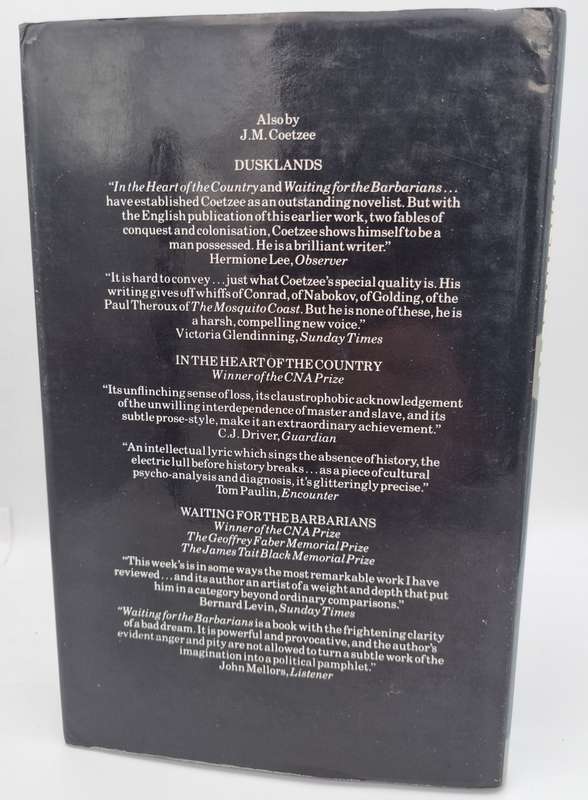 Also by
J.M. Coetzee
DUSKLANDS
“In the Heart of the Country and Waiting for the Barbarians...
have established Coetzee as an outstanding novelist. But with
the English publication of this earlier work, two fables of
conquest and colonisation, Coetzee shows himself to be a
man possessed. He is a brilliant writer.”
Hermione Lee, Observer
“It is hard to convey...just what Coetzee's special quality is. His
writing gives off whiffs of Conrad, of Nabokov, of Golding, of the
Paul Theroux of The Mosquito Coast. But he is none of these, he is
a harsh, compelling new voice.”
Victoria Glendinning, Sunday Times
IN THE HEART OF THE COUNTRY
Winner of the CNA Prize
“Its unflinching sense of loss, its claustrophobic acknowledgement
of the unwilling interdependence of master and slave, and its
subtle prose-style, make it an extraordinary achievement.”
C.J. Driver, Guardian
“An intellectual lyric which sings the absence of history, the
electric lull before history breaks...as a piece of cultural
psycho-analysis and diagnosis, it's glitteringly precise.”
Tom Paulin, Encounter
WAITING FOR THE BARBARIANS
Winner of the CNA Prize
The Geoffrey Faber Memorial Prize
The James Tait Black Memorial Prize
“This week's is in some ways the most remarkable work I have
reviewed...and its author an artist of a weight and depth that put
him in a category beyond ordinary comparisons.”
Bernard Levin, Sunday Times
“Waiting for the Barbarians is a book with the frightening clarity
of a bad dream. It is powerful and provocative, and the author's
evident anger and pity are not allowed to turn a subtle work of the
imagination into a political pamphlet.”
John Mellors, Listener